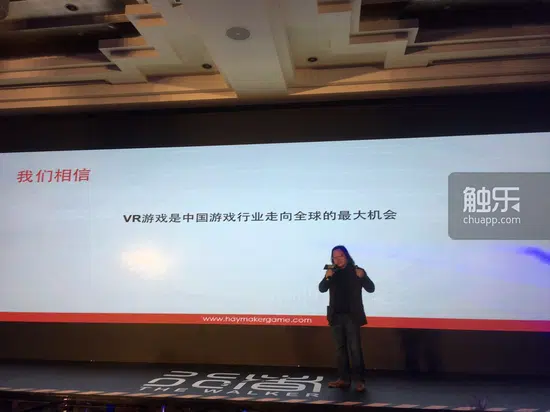 我们相信
触乐
chuapp.com
VR游戏是中国游戏行业走向全球的最大机会
www.haymakergame.com
THE WALKER